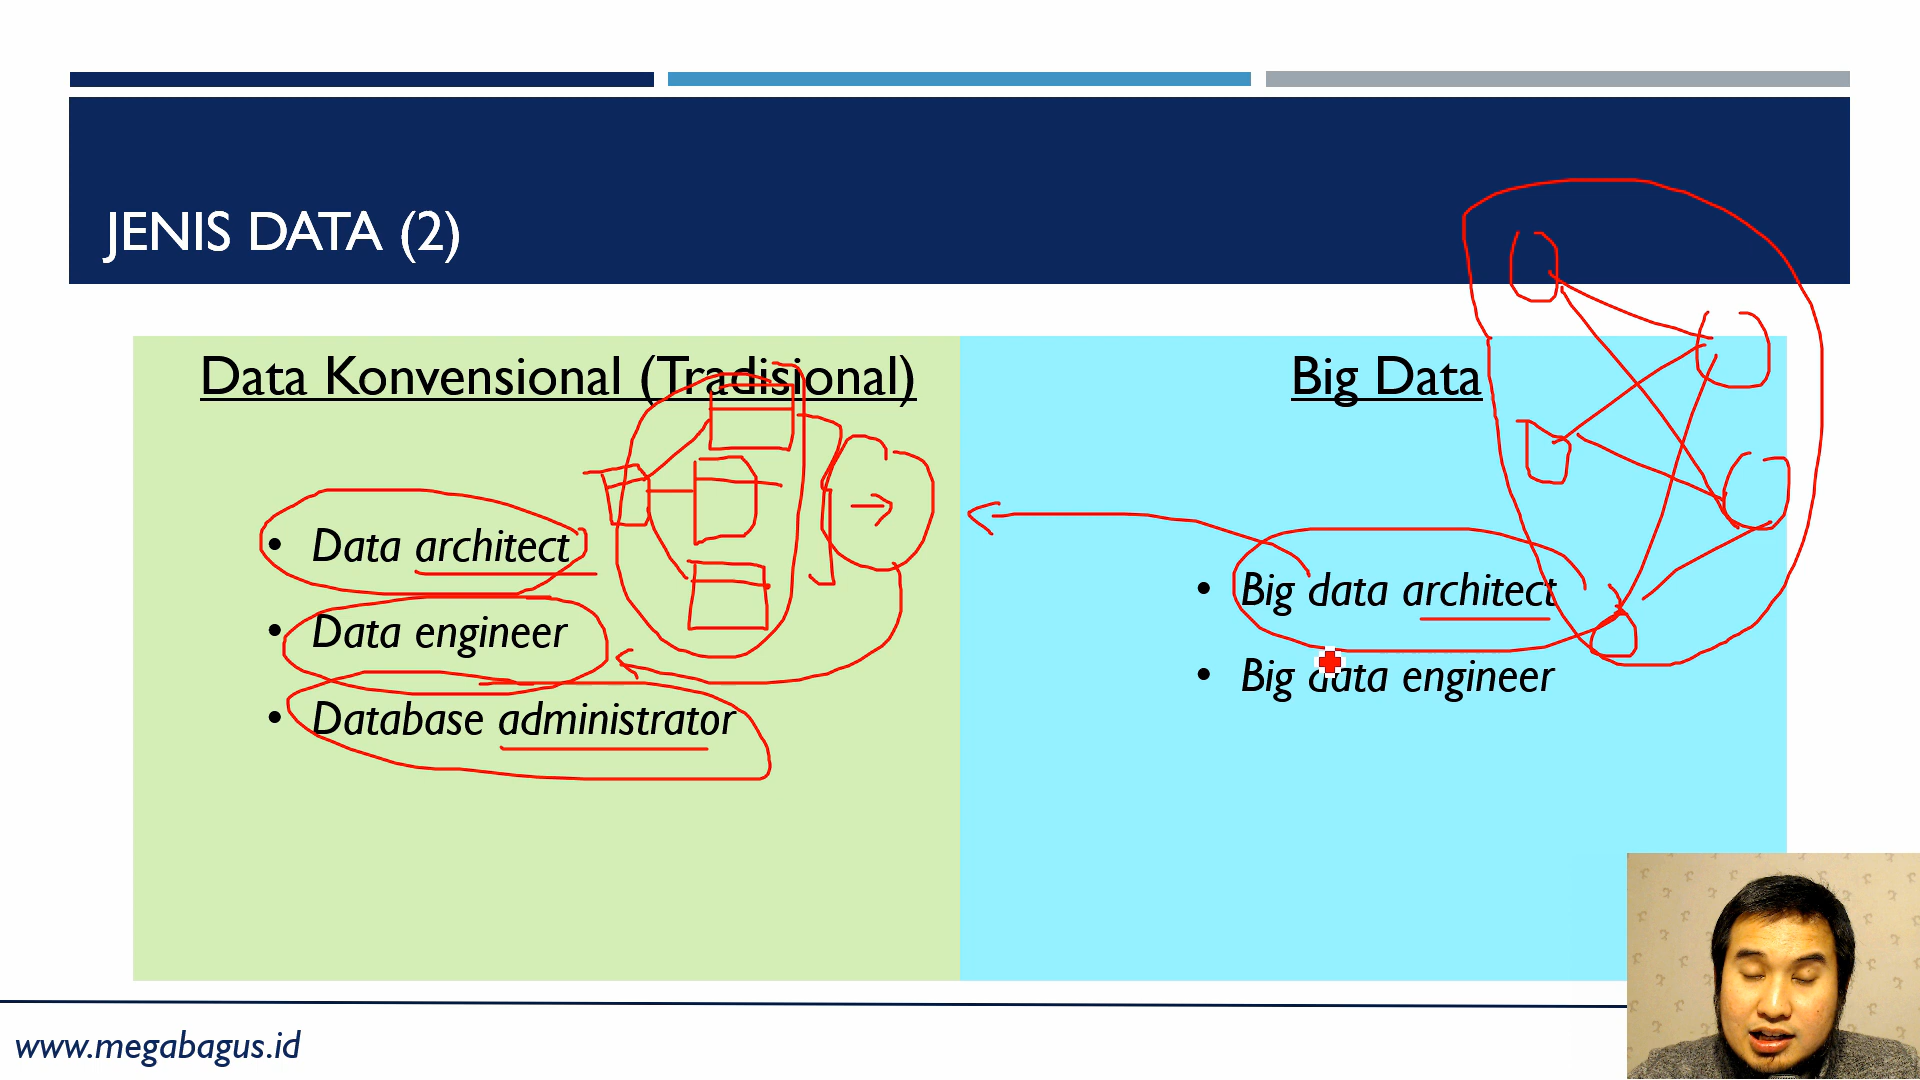 JENIS DATA (2)
Data Konvensional (Tradisional)
• Data architect
• Data engineer
• Database administrator
Big Data
• Big data architect
• Big data engineer
www.megabagus.id